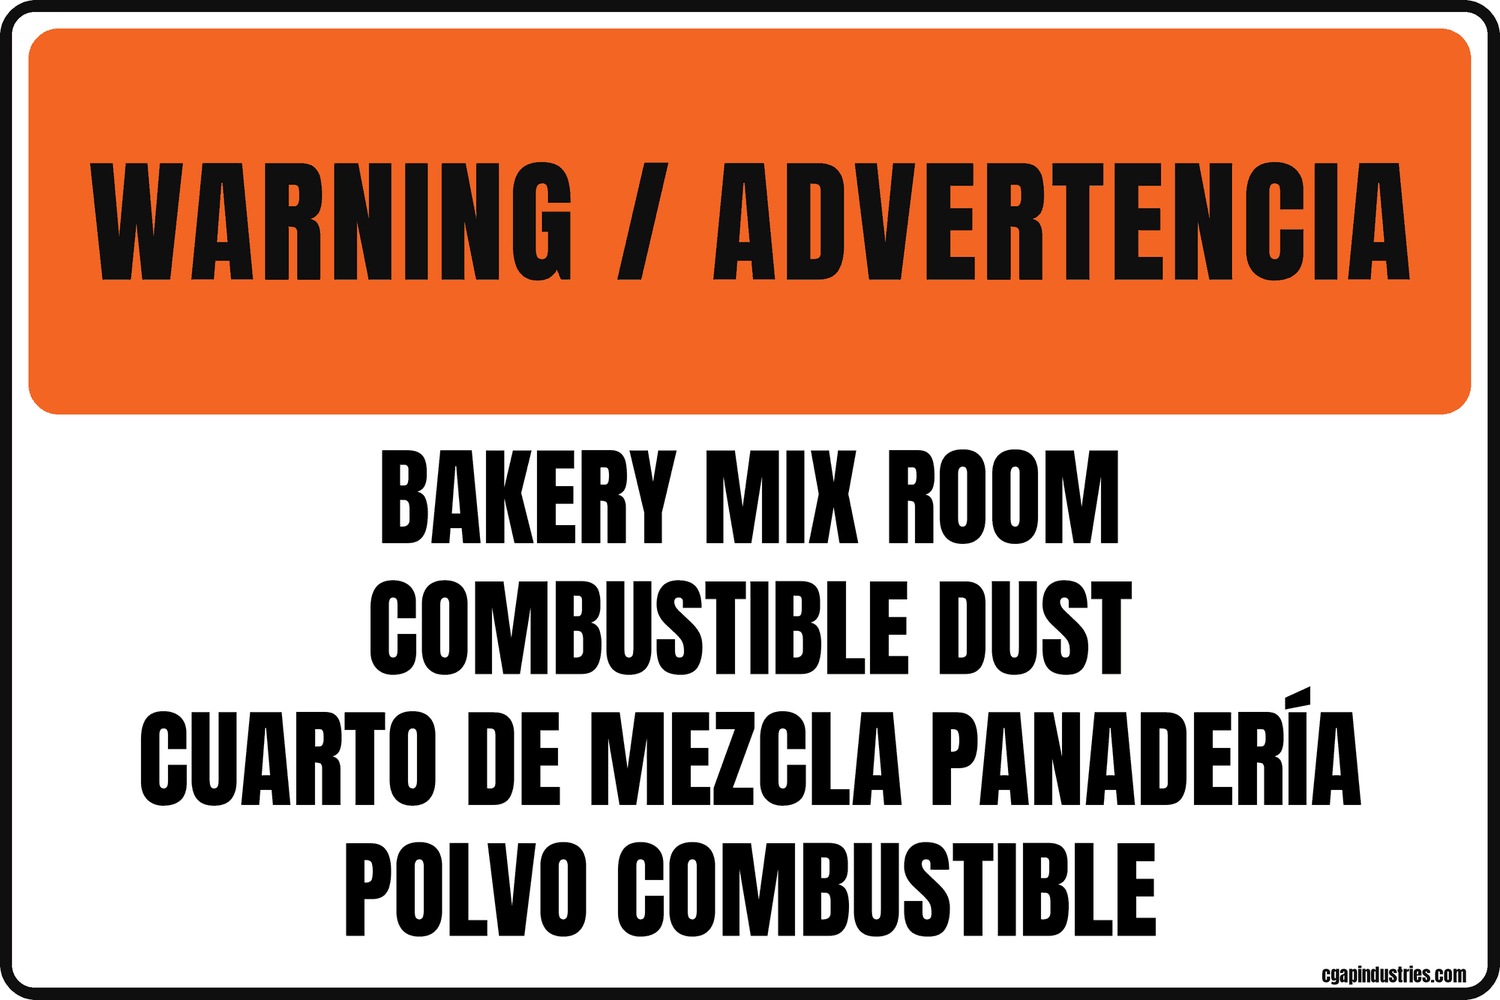 WARNING / ADVERTENCIA
BAKERY MIX ROOM
COMBUSTIBLE DUST
CUARTO DE MEZCLA PANADERÍA
POLVO COMBUSTIBLE
cgapindustries.com